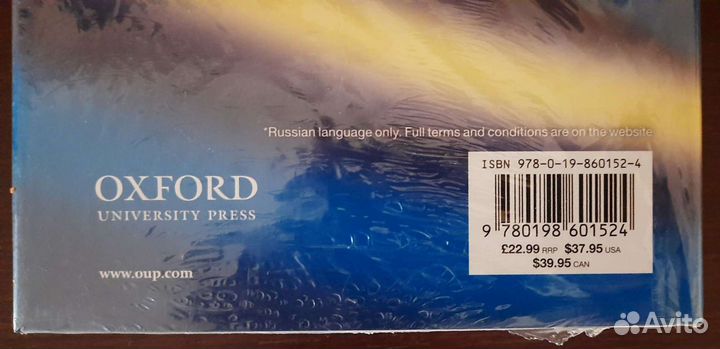 *Russian language only. Full terms and conditions are on the website
ISBN 978-0-19-860152-4
OXFORD
UNIVERSITY PRESS
9 780198 601524
£22.99 RRP $37.95 USA
$39.95 CAN
www.oup.com
Avito